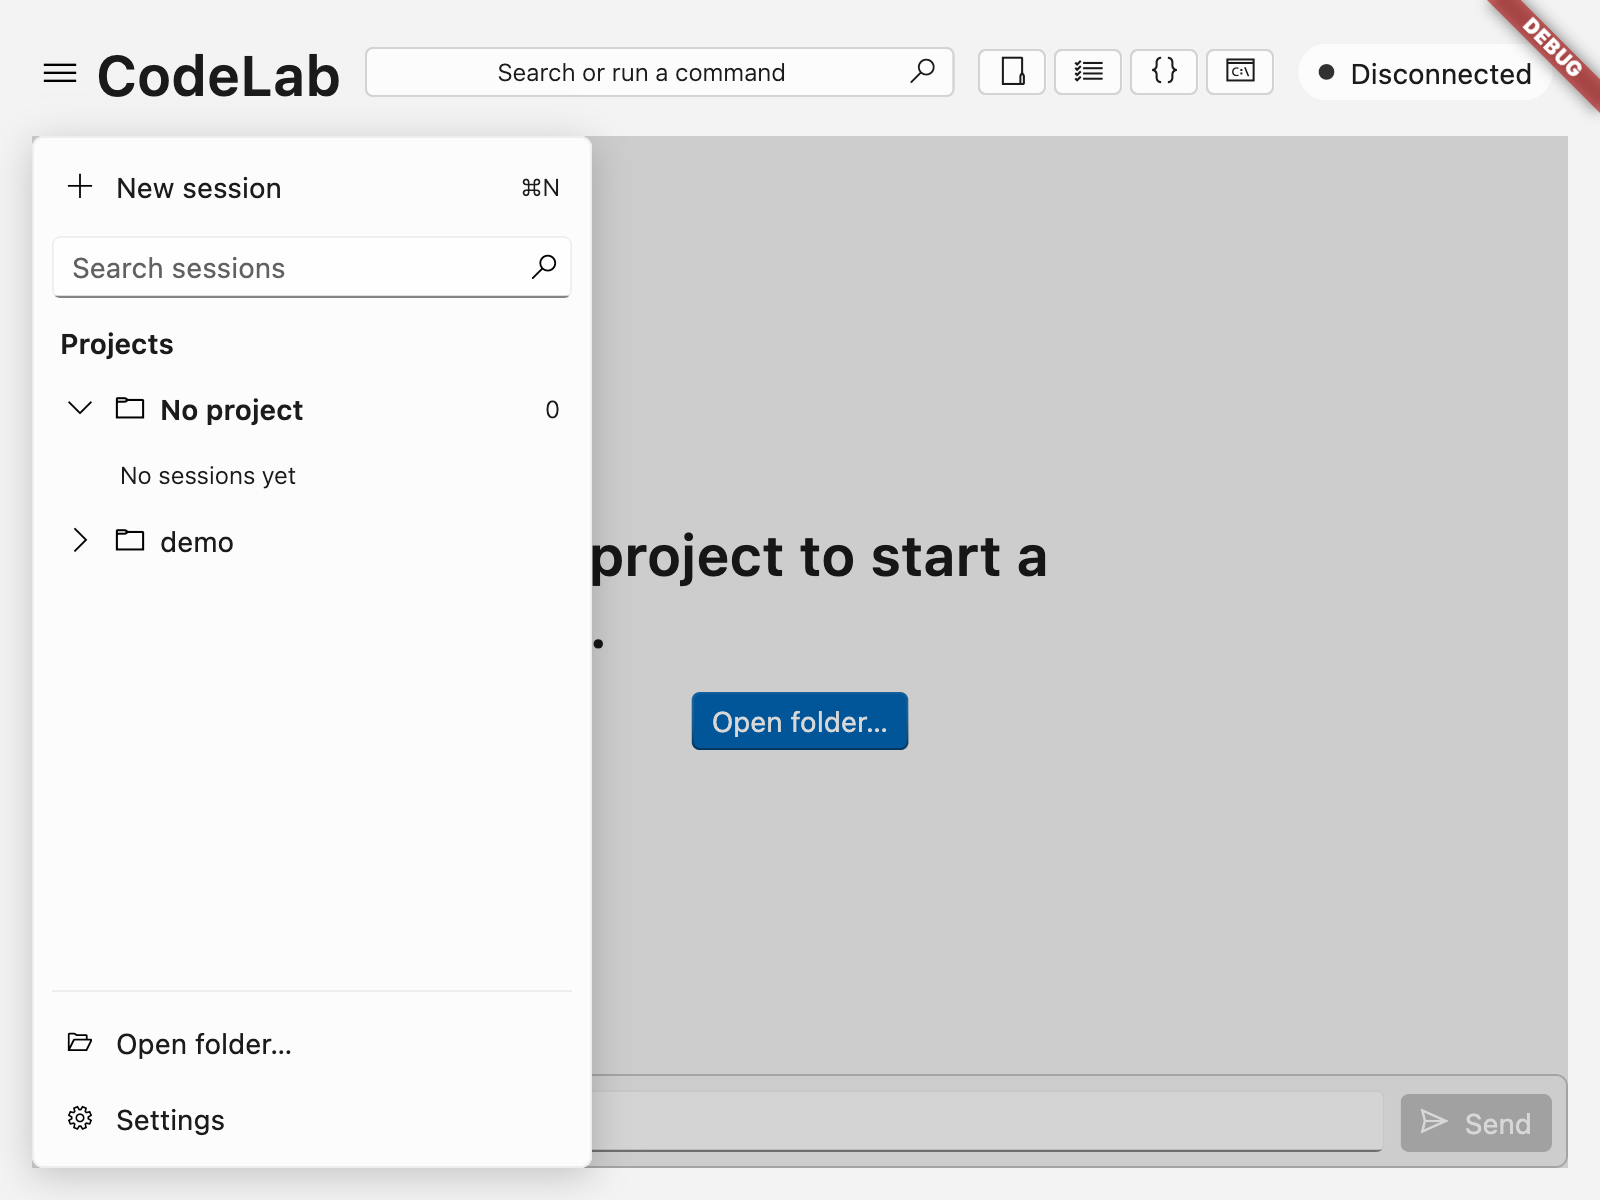 CodeLab
Search or run a command
C:\
Disconnected
DEBUG
New session
⌘N
Search sessions
Projects
No project
0
No sessions yet
demo
project to start a
.
Open folder...
Open folder...
Settings
Send